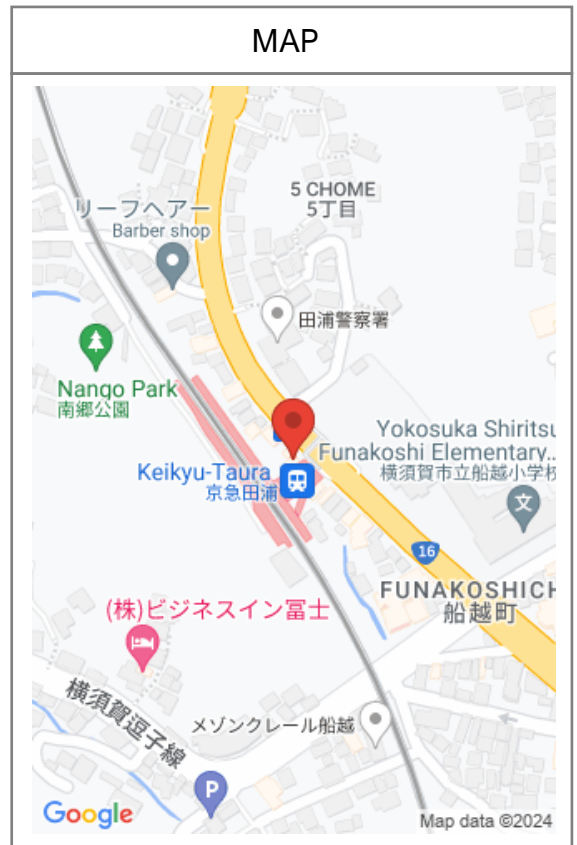 MAP
5 CHOME
5丁目
リーフヘアー
Barber shop
田浦警察署
Nango Park
南郷公園
Yokosuka Shiritsu
Funakoshi Elementary...
横須賀市立船越小学校
Keikyu-Taura
京急田浦
文
16
FUNAKOSHICH
船越町
(株)ビジネスイン冨士
横須賀逗子線
メゾンクレール船越
P
Google
Map data ©2024